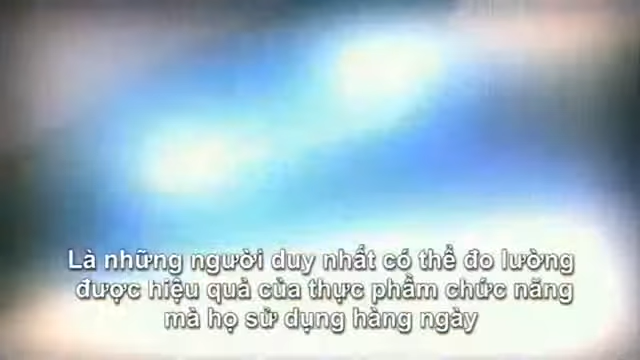 Là những người duy nhất có thể đo lường
được hiệu quả của thực phẩm chức năng
mà họ sử dụng hàng ngày